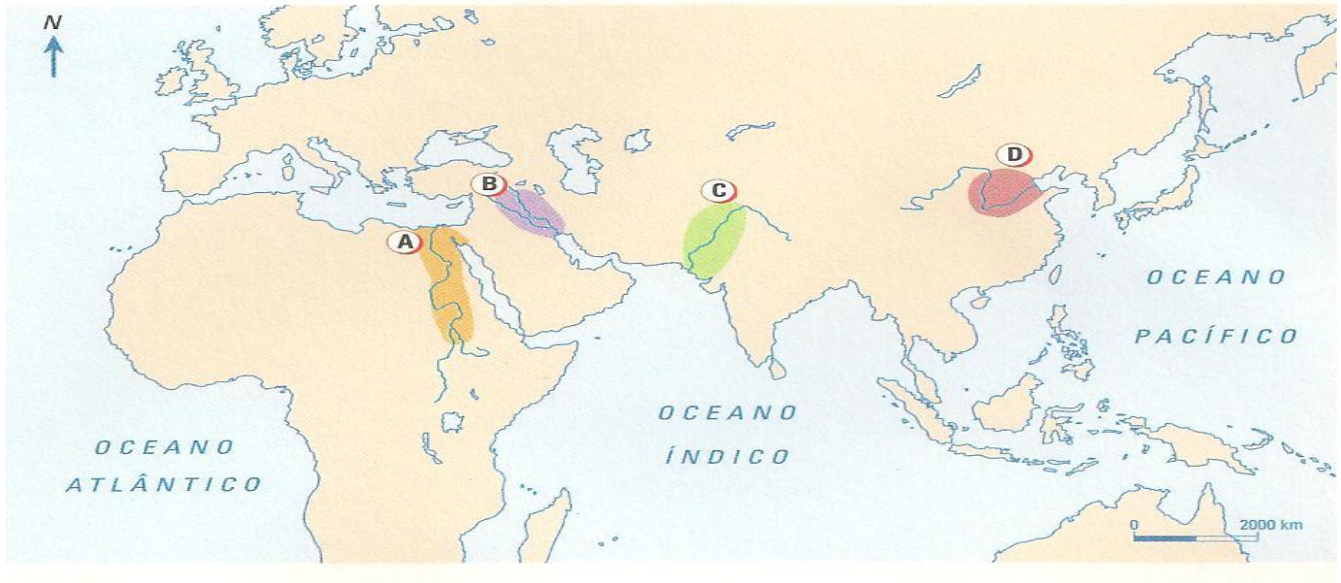 N
A
B
C
D
OCEANO
PACÍFICO
OCEANO
ÍNDICO
OCEANO
ATLÂNTICO
0 2000 km